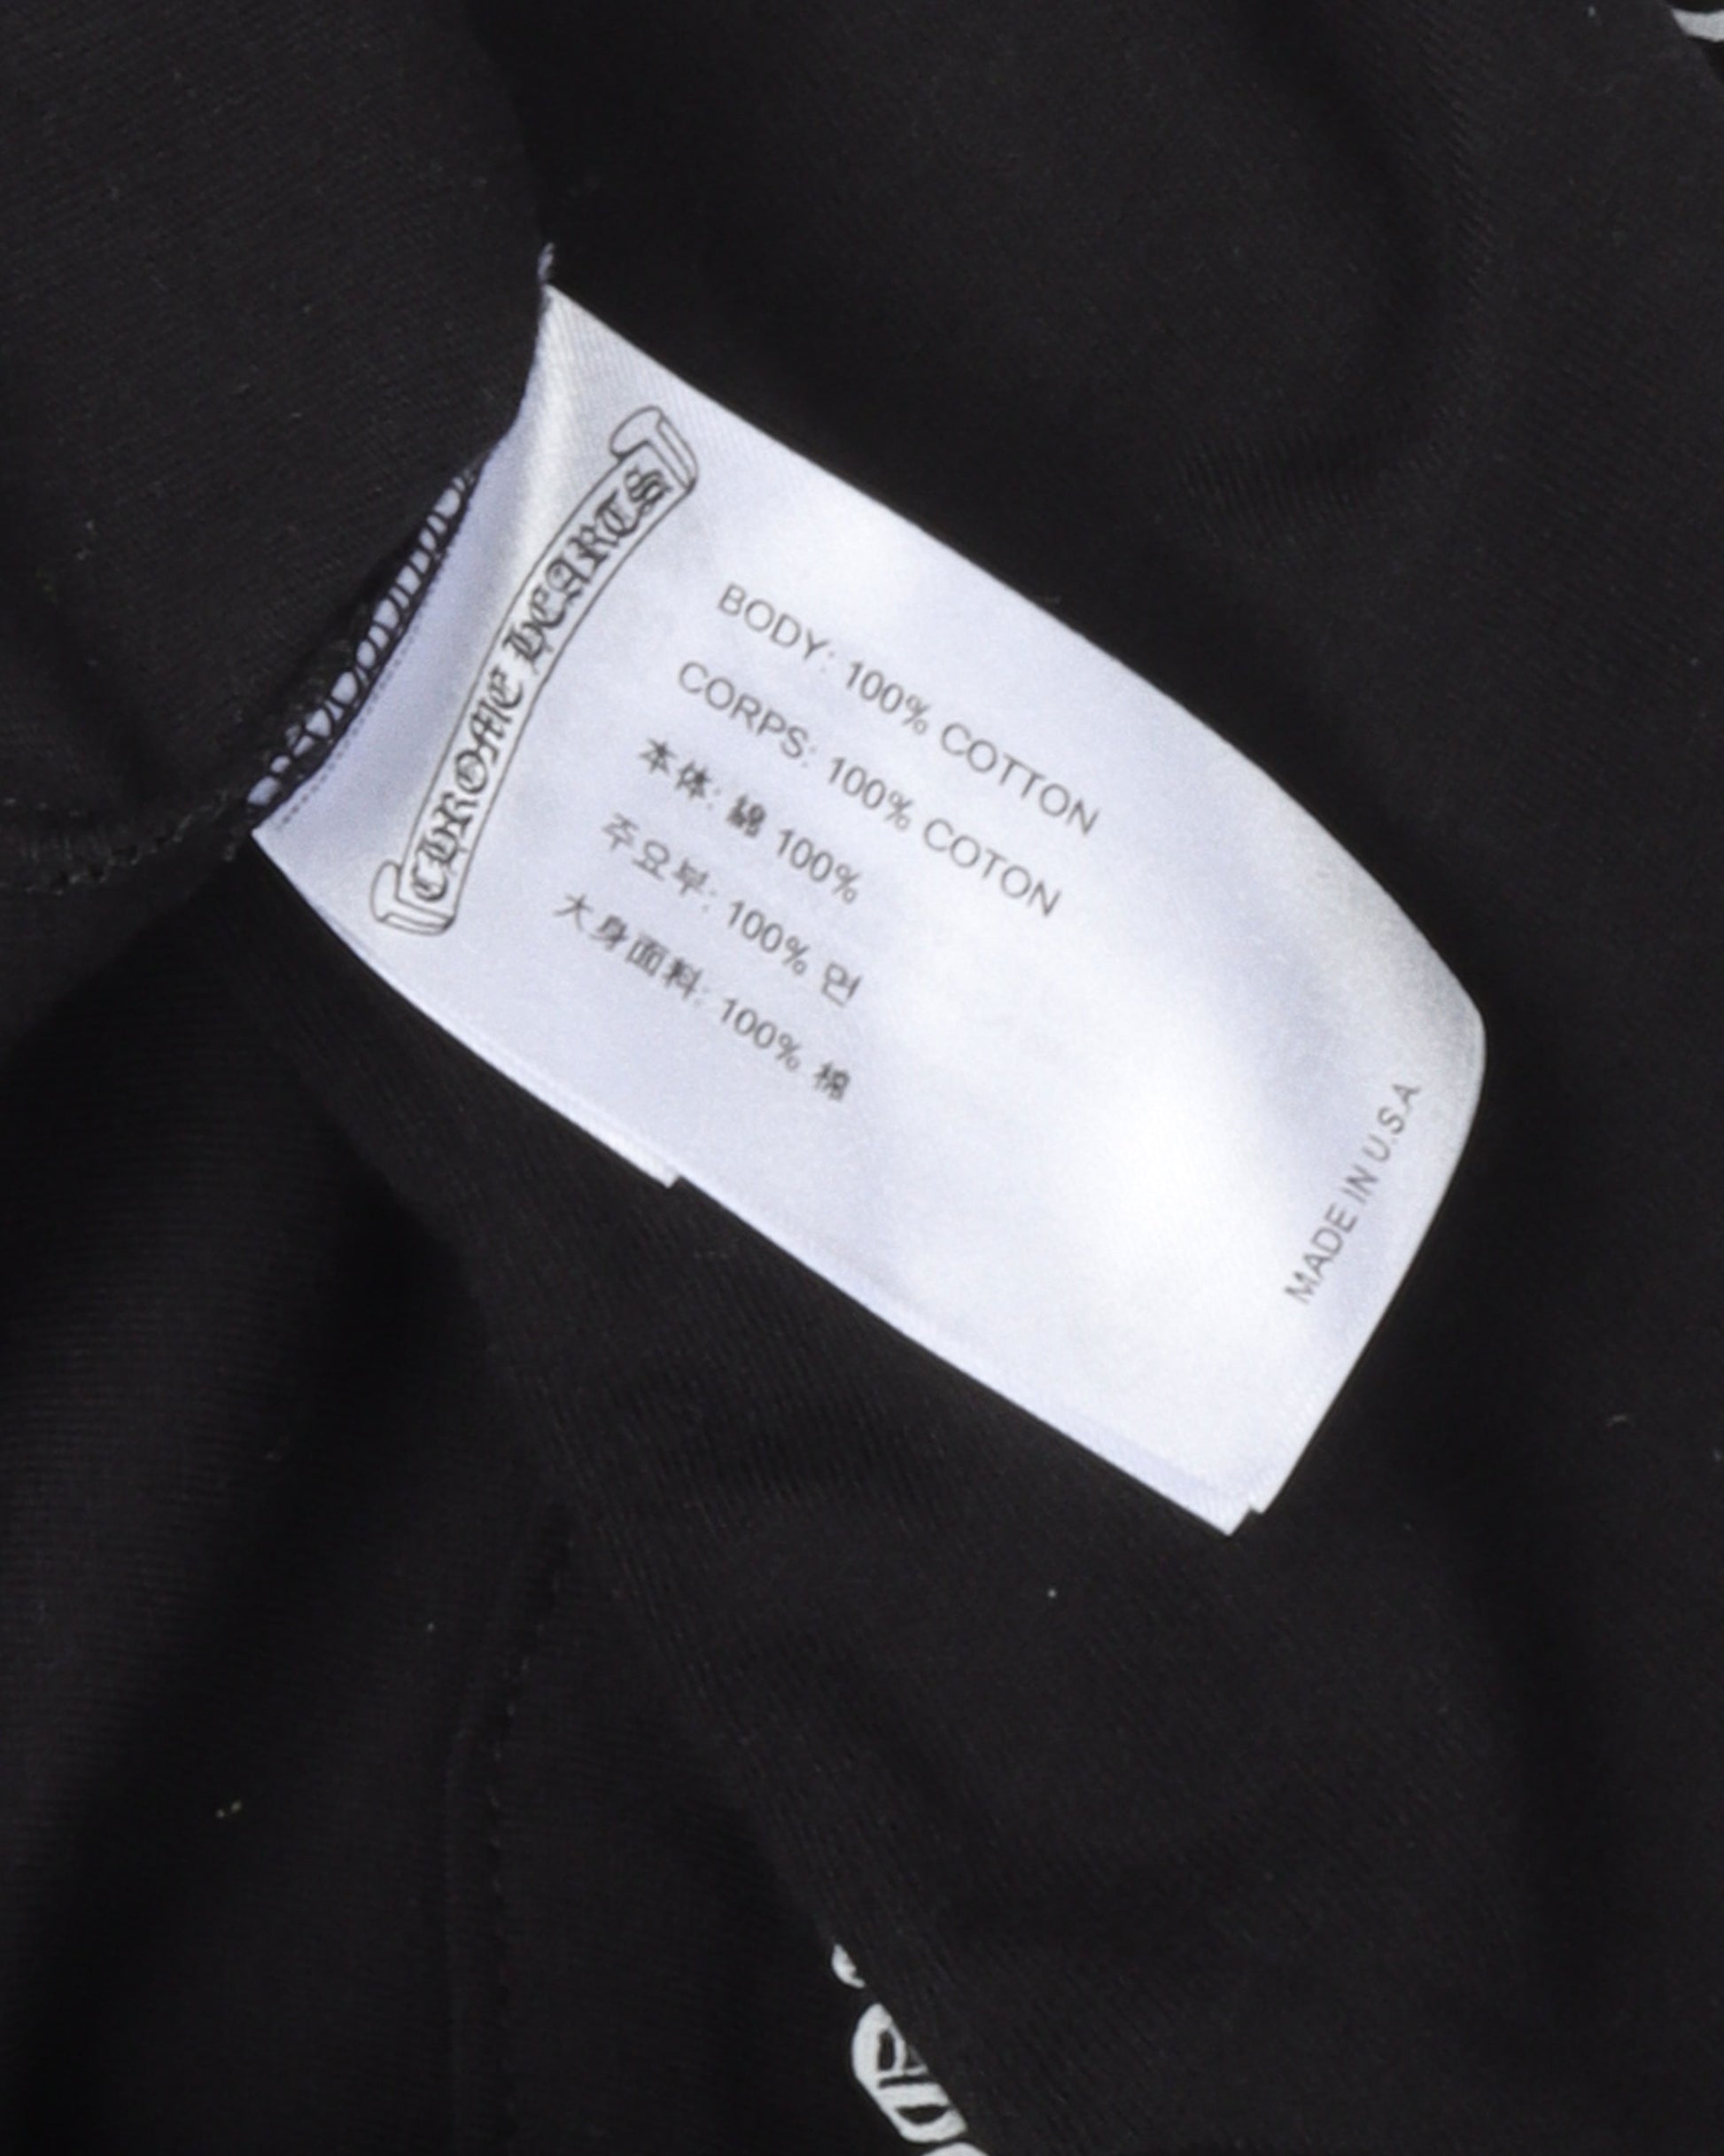 CHROME HEARTS
BODY: 100% COTTON
CORPS: 100% COTON
本体: 綿 100%
주요부: 100% 면
大身面料: 100% 棉
MADE IN U.S.A